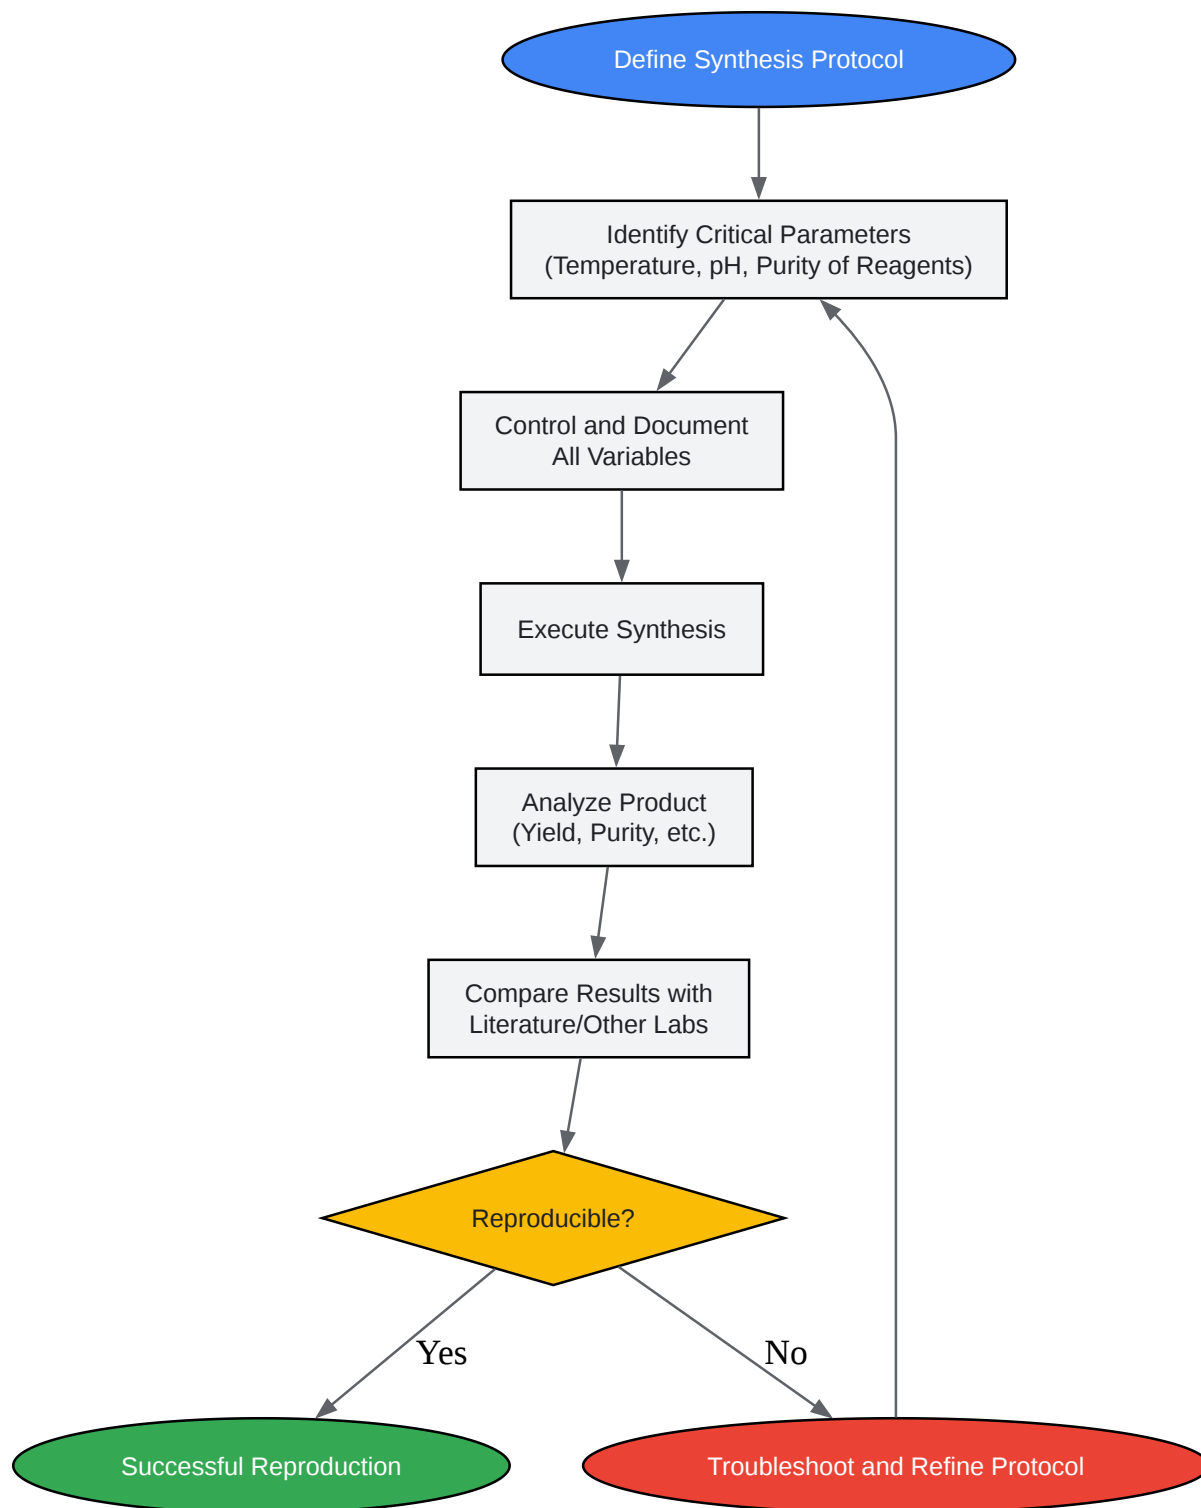 Define Synthesis Protocol
Identify Critical Parameters
(Temperature, pH, Purity of Reagents)
Control and Document
All Variables
Execute Synthesis
Analyze Product
(Yield, Purity, etc.)
Compare Results with
Literature/Other Labs
Reproducible?
Yes
No
Successful Reproduction
Troubleshoot and Refine Protocol